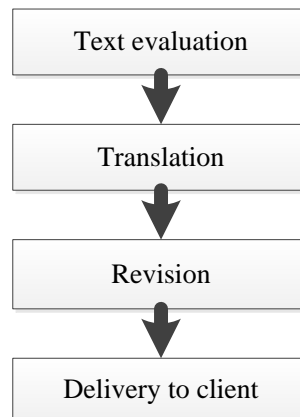 Text evaluation
Translation
Revision
Delivery to client